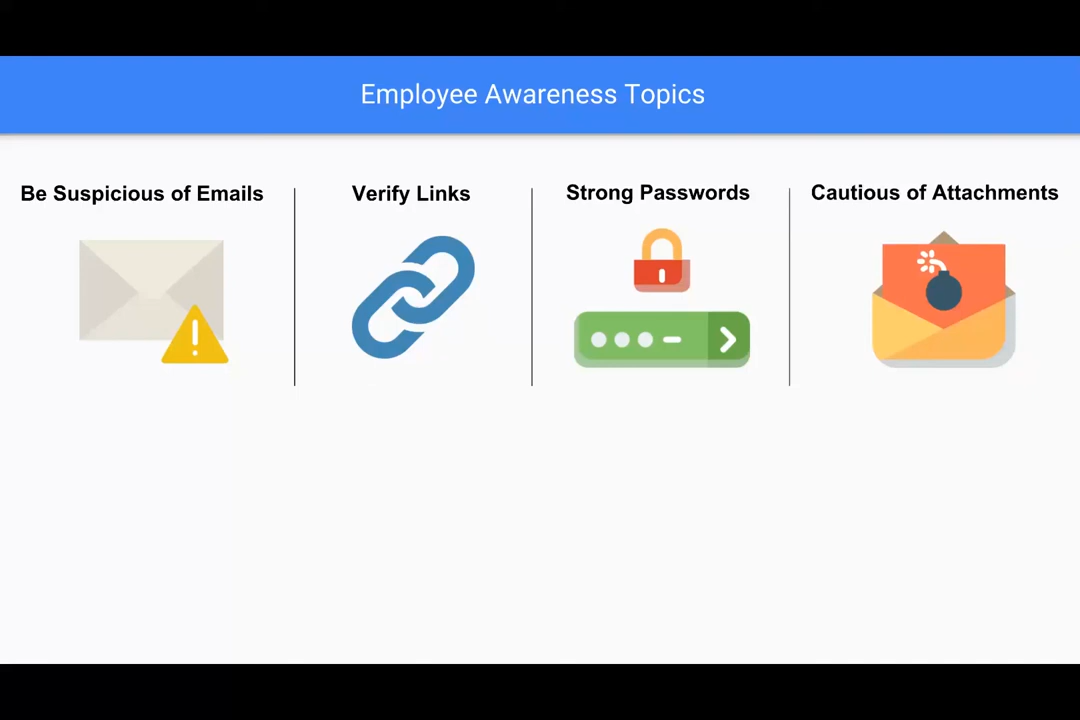 Employee Awareness Topics
Be Suspicious of Emails
Verify Links
Strong Passwords
Cautious of Attachments